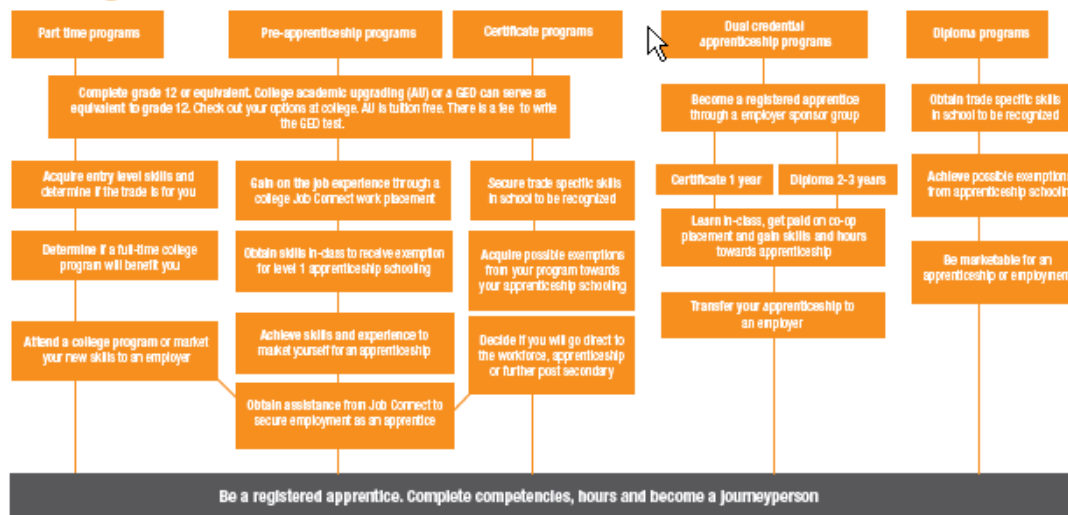 Part time programs
Pre-apprenticeship programs
Certificate programs
Dual credential
apprenticeship programs
Diploma programs
Complete grade 12 or equivalent. College academic upgrading (AU) or a GED can serve as
equivalent to grade 12. Check out your options at college. AU is tuition free. There is a fee to write
the GED test.
Acquire entry level skills and
determine if the trade is for you
Determine if a full-time college
program will benefit you
Attend a college program or market
your new skills to an employer
Gain on the job experience through a
college Job Connect work placement
Obtain skills in-class to receive exemption
for level 1 apprenticeship schooling
Achieve skills and experience to
market yourself for an apprenticeship
Obtain assistance from Job Connect to
secure employment as an apprentice
Secure trade specific skills
in school to be recognized
Acquire possible exemptions
from your program towards
your apprenticeship schooling
Decide if you will go direct to
the workforce, apprenticeship
or further post secondary
Become a registered apprentice
through a employer sponsor group
Certificate 1 year
Diploma 2-3 years
Learn in-class, get paid on co-op
placement and gain skills and hours
towards apprenticeship
Transfer your apprenticeship to
an employer
Obtain trade specific skills
in school to be recognized
Achieve possible exemptions
from apprenticeship schooling
Be marketable for an
apprenticeship or employment
Be a registered apprentice. Complete competencies, hours and become a journeyperson